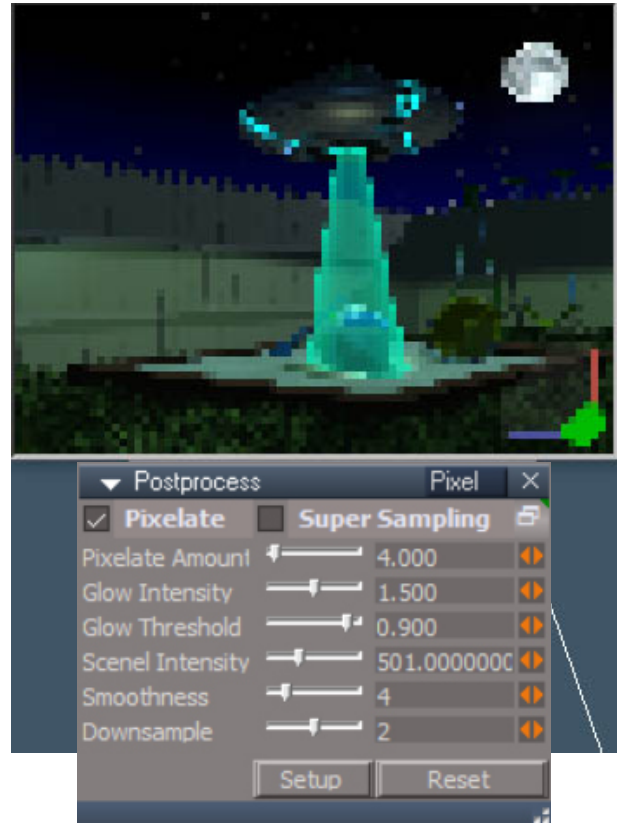 Postprocess Pixel
Pixelate Super Sampling
Pixelate Amount 4.000
Glow Intensity 1.500
Glow Threshold 0.900
Scenel Intensity 501.0000000
Smoothness 4
Downsample 2
Setup Reset